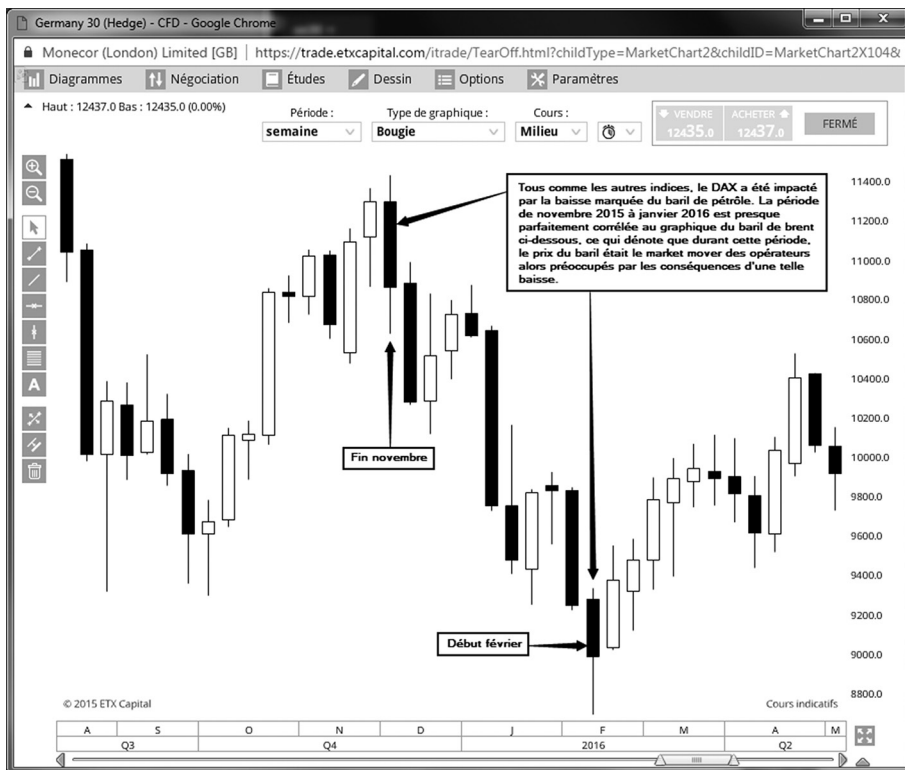 Germany 30 (Hedge) - CFD - Google Chrome
Monecor (London) Limited [GB] | https://trade.etxcapital.com/itrade/TearOff.html?childType=MarketChart2&childID=MarketChart2X104&
Diagrammes Négociation Études Dessin Options Paramètres
Haut : 12437.0 Bas : 12435.0 (0.00%)
Période : Type de graphique : Cours :
semaine Bougie Milieu
VENDRE ACHETER
12435.0 12437.0
FERMÉ
Tous comme les autres indices, le DAX a été impacté
par la baisse marquée du baril de pétrôle. La période
de novembre 2015 à janvier 2016 est presque
parfaitement corrélée au graphique du baril de brent
ci-dessous, ce qui dénote que durant cette période,
le prix du baril était le market mover des opérateurs
alors préoccupés par les conséquences d'une telle
baisse.
11400.0
11200.0
11000.0
10800.0
10600.0
10400.0
10200.0
10000.0
9800.0
9600.0
9400.0
9200.0
9000.0
8800.0
A
Fin novembre
Début février
© 2015 ETX Capital Cours indicatifs
A S O N D J F M A M
Q3 Q4 2016 Q2